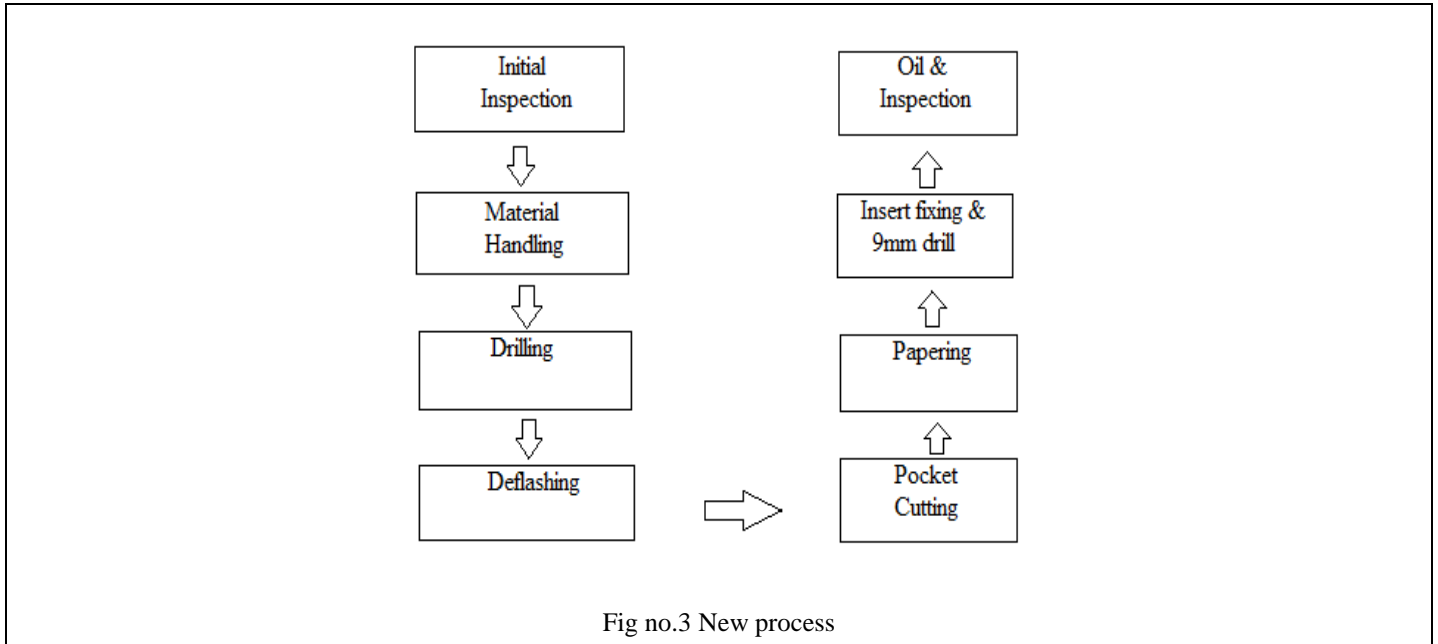 Initial
Inspection
Material
Handling
Drilling
Deflashing
Pocket
Cutting
Papering
Insert fixing &
9mm drill
Oil &
Inspection
Fig no.3 New process